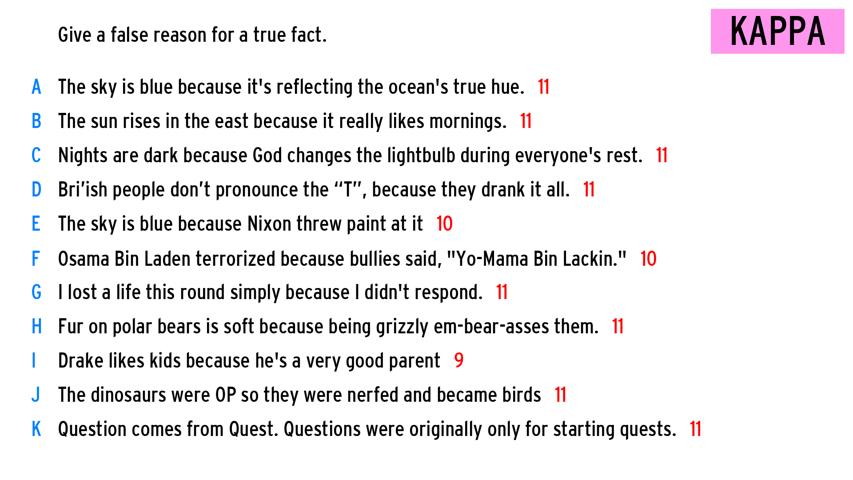 Give a false reason for a true fact.
KAPPA
A The sky is blue because it's reflecting the ocean's true hue. 11
B The sun rises in the east because it really likes mornings. 11
C Nights are dark because God changes the lightbulb during everyone's rest. 11
D Bri’ish people don’t pronounce the “T”, because they drank it all. 11
E The sky is blue because Nixon threw paint at it 10
F Osama Bin Laden terrorized because bullies said, "Yo-Mama Bin Lackin." 10
G I lost a life this round simply because I didn't respond. 11
H Fur on polar bears is soft because being grizzly em-bear-asses them. 11
I Drake likes kids because he's a very good parent 9
J The dinosaurs were OP so they were nerfed and became birds 11
K Question comes from Quest. Questions were originally only for starting quests. 11